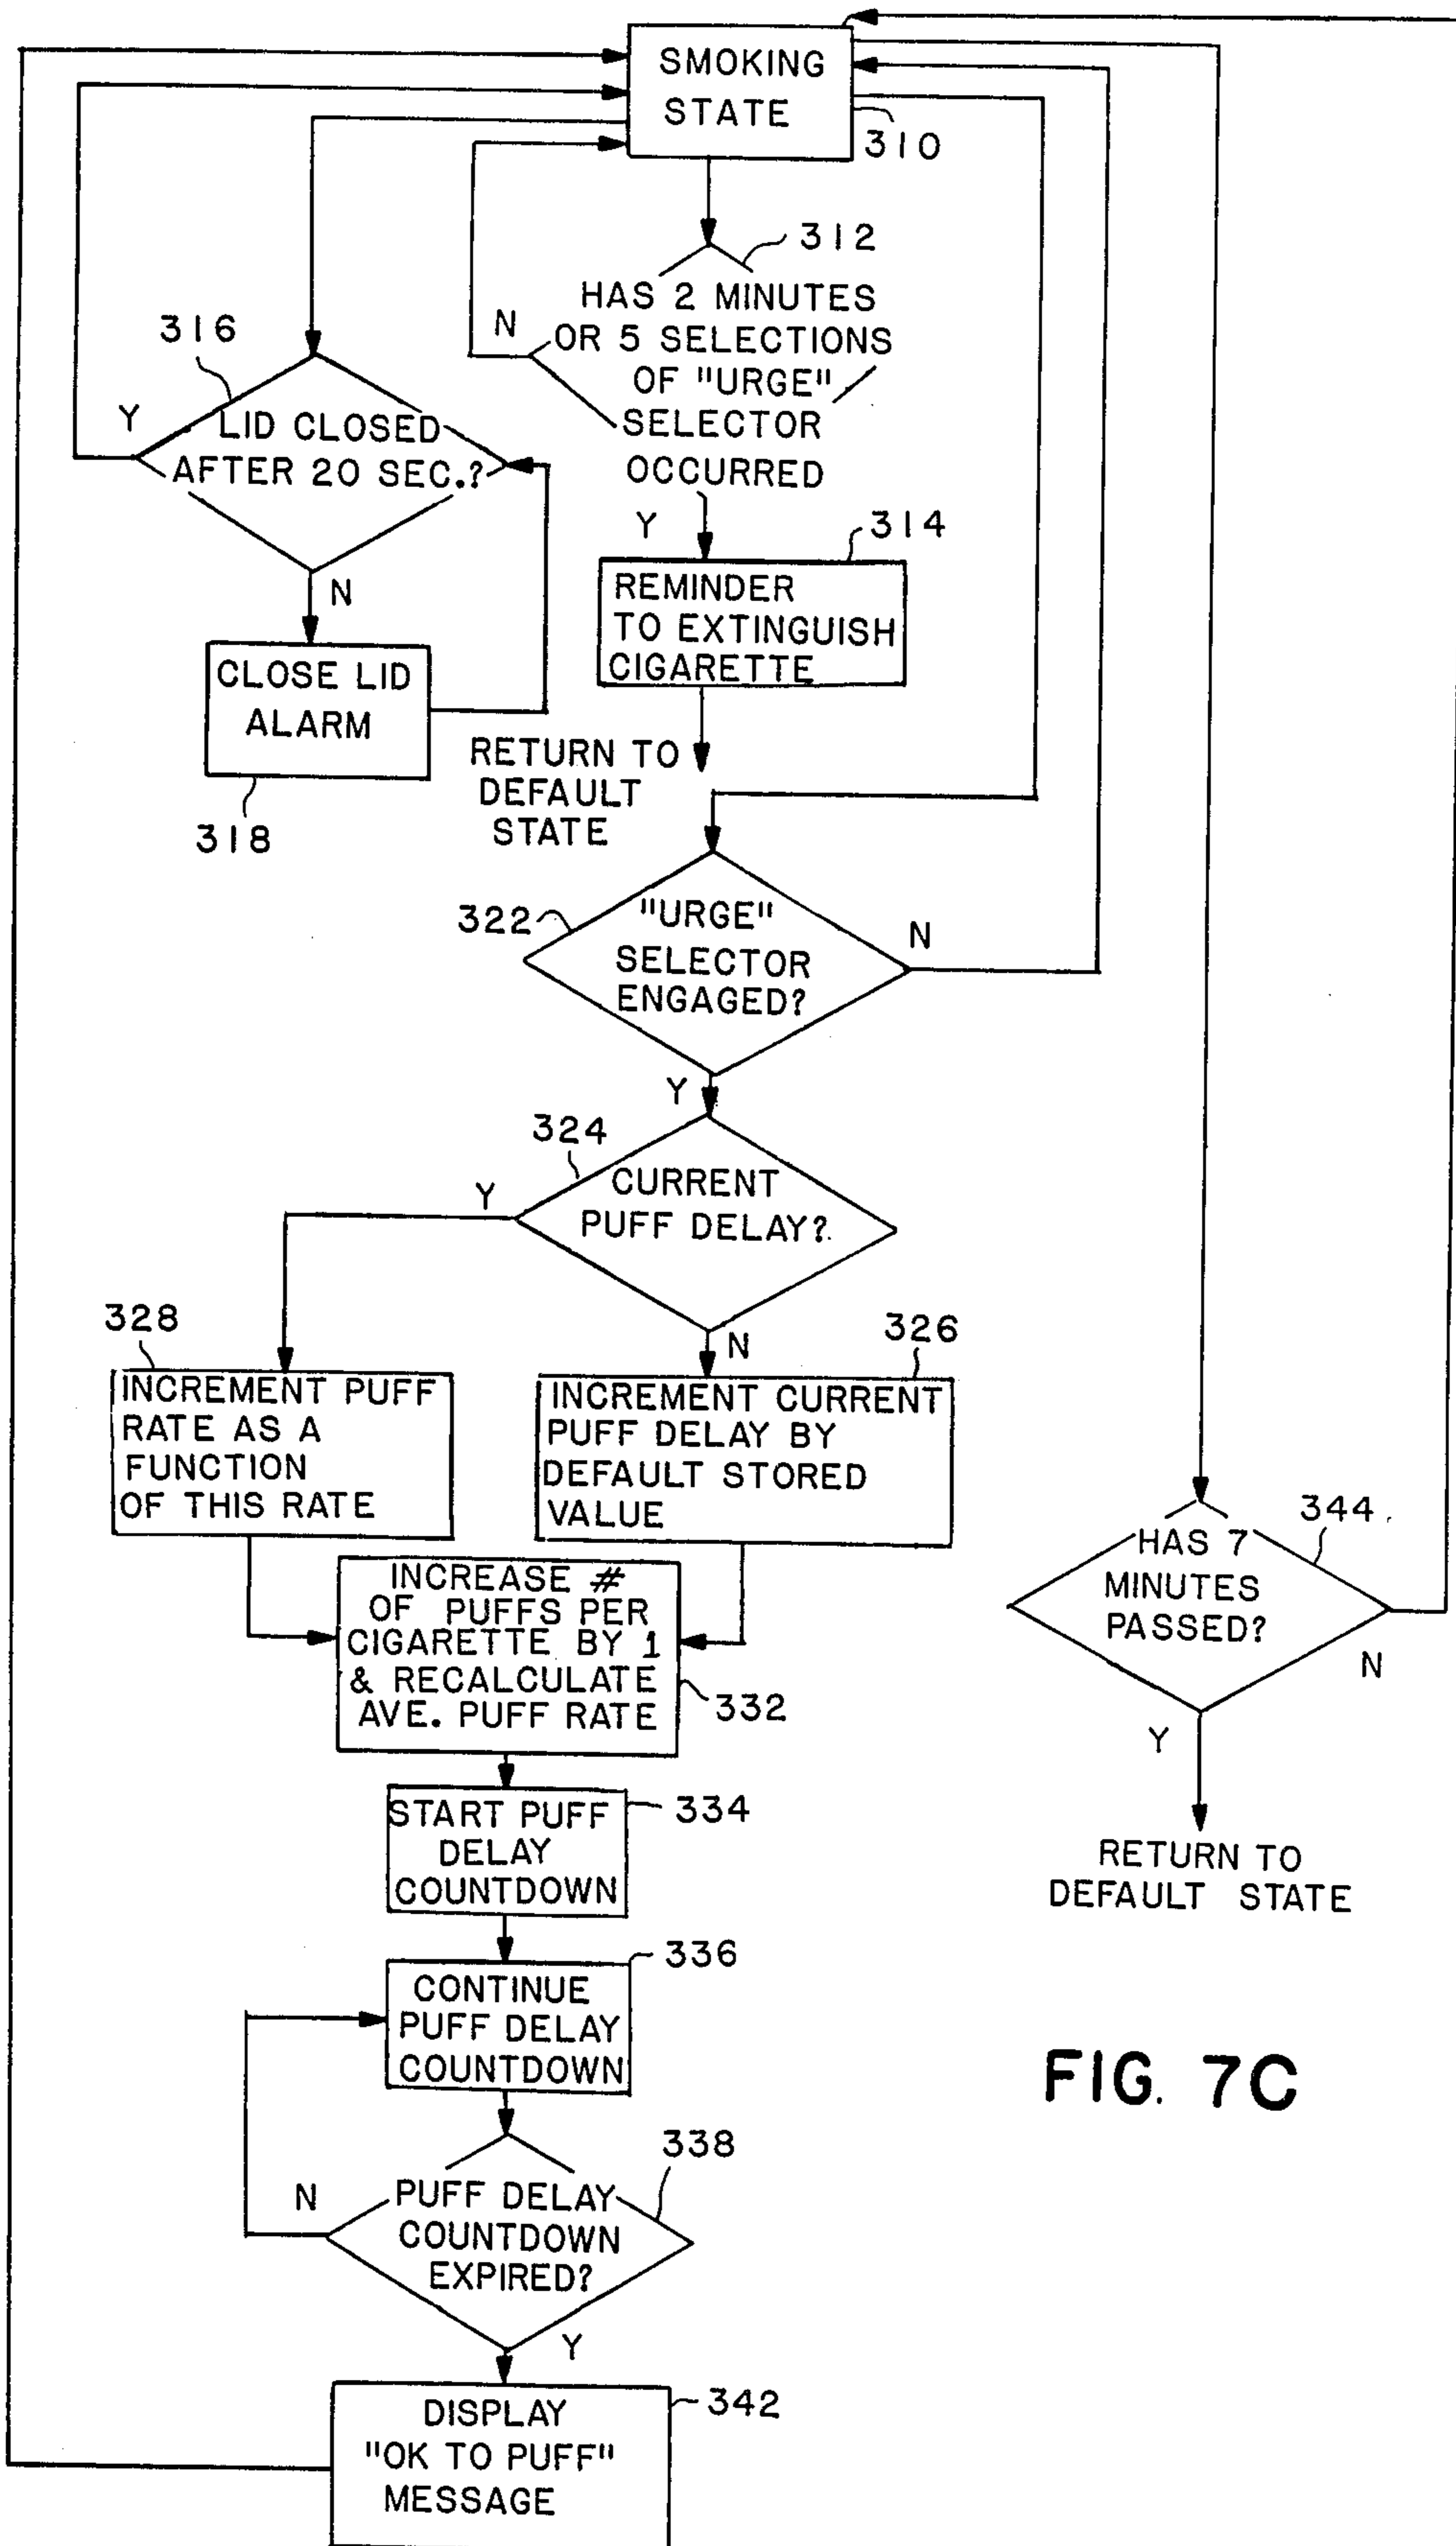 SMOKING
STATE
310
312
HAS 2 MINUTES
OR 5 SELECTIONS
OF "URGE"
SELECTOR
OCCURRED
N
Y
316
LID CLOSED
AFTER 20 SEC.?
Y
N
314
REMINDER
TO EXTINGUISH
CIGARETTE
CLOSE LID
ALARM
318
RETURN TO
DEFAULT
STATE
322
"URGE"
SELECTOR
ENGAGED?
N
Y
324
CURRENT
PUFF DELAY?
Y
N
328
INCREMENT PUFF
RATE AS A
FUNCTION
OF THIS RATE
326
INCREMENT CURRENT
PUFF DELAY BY
DEFAULT STORED
VALUE
344
HAS 7
MINUTES
PASSED?
N
Y
RETURN TO
DEFAULT STATE
INCREASE #
OF PUFFS PER
CIGARETTE BY 1
& RECALCULATE
AVE. PUFF RATE
332
START PUFF
DELAY
COUNTDOWN
334
CONTINUE
PUFF DELAY
COUNTDOWN
336
338
PUFF DELAY
COUNTDOWN
EXPIRED?
N
Y
DISPLAY
"OK TO PUFF"
MESSAGE
342
FIG. 7C